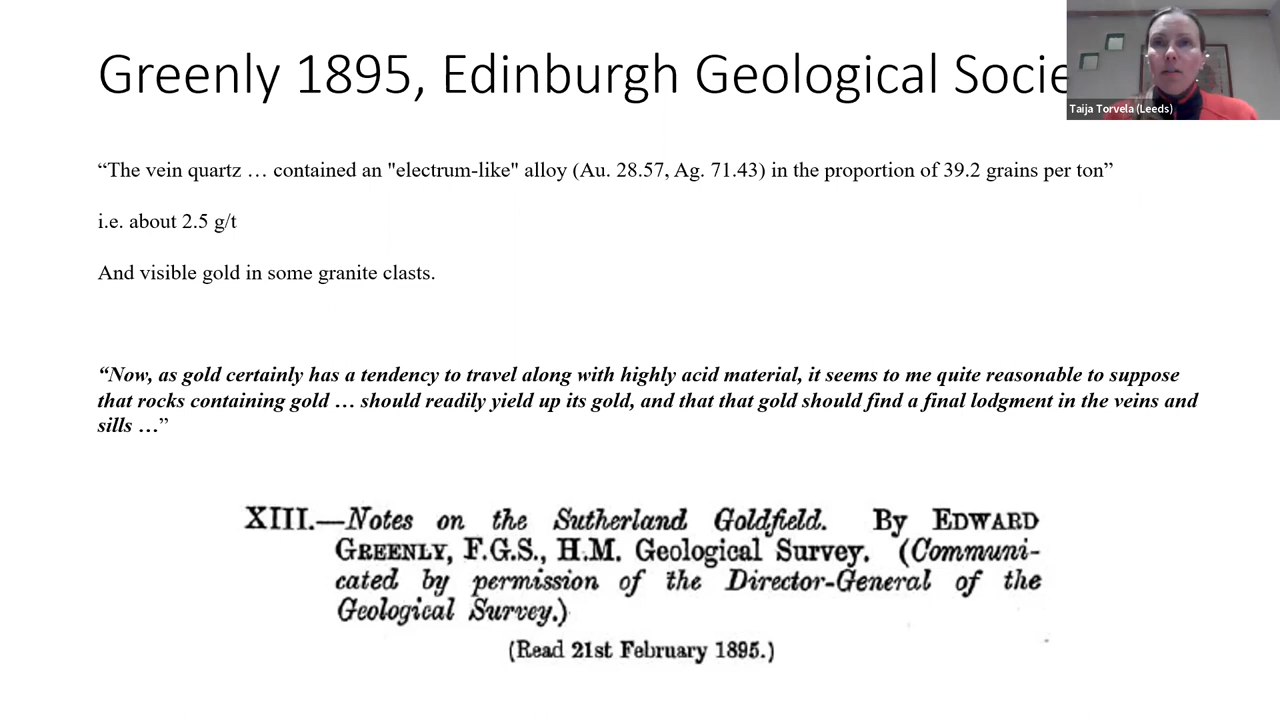 Greenly 1895, Edinburgh Geological Socie
Taija Torvela (Leeds)
“The vein quartz … contained an "electrum-like" alloy (Au. 28.57, Ag. 71.43) in the proportion of 39.2 grains per ton”
i.e. about 2.5 g/t
And visible gold in some granite clasts.
“Now, as gold certainly has a tendency to travel along with highly acid material, it seems to me quite reasonable to suppose
that rocks containing gold … should readily yield up its gold, and that that gold should find a final lodgment in the veins and
sills …”
XIII.—Notes on the Sutherland Goldfield. By EDWARD
GREENLY, F.G.S., H.M. Geological Survey. (Communi-
cated by permission of the Director-General of the
Geological Survey.)
(Read 21st February 1895.)